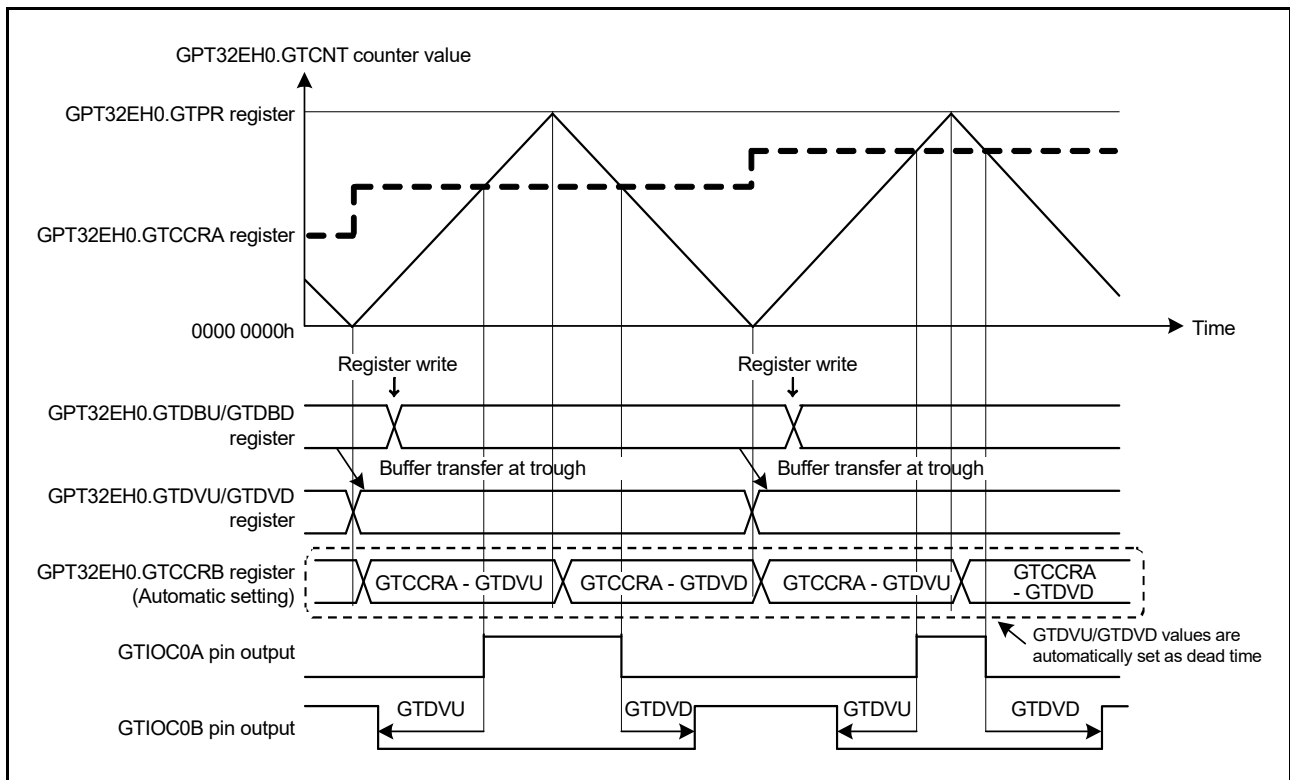 GPT32EH0.GTCNT counter value
GPT32EH0.GTPR register
GPT32EH0.GTCCRA register
0000 0000h
Time
Register write
Register write
GPT32EH0.GTDBU/GTDBD
register
Buffer transfer at trough
Buffer transfer at trough
GPT32EH0.GTDVU/GTDVD
register
GPT32EH0.GTCCRB register
(Automatic setting)
GTCCRA - GTDVU
GTCCRA - GTDVD
GTCCRA - GTDVU
GTCCRA
- GTDVD
GTDVU/GTDVD values are
automatically set as dead time
GTIOC0A pin output
GTDVU
GTDVD
GTDVU
GTDVD
GTIOC0B pin output